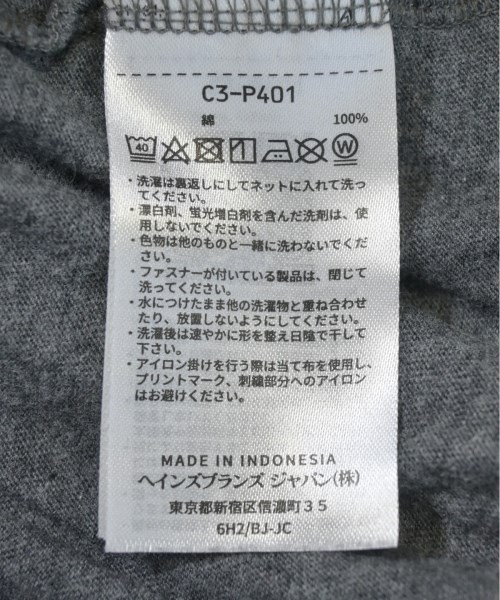 C3-P401
綿 100%
40
W
・洗濯は裏返しにしてネットに入れて洗っ
てください。
・漂白剤、蛍光増白剤を含んだ洗剤は、使
用しないでください。
・色物は他のものと一緒に洗わないでくだ
さい。
・ファスナーが付いている製品は、閉じて
洗ってください。
・水につけたまま他の洗濯物と重ね合わせ
たり、放置しないようにしてください。
・洗濯後は速やかに形を整え日陰で干して
下さい。
・アイロン掛けを行う際は当て布を使用し、
プリントマーク、刺繍部分へのアイロン
はお避けください。
MADE IN INDONESIA
ヘインズブランズ ジャパン(株)
東京都新宿区信濃町35
6H2/BJ-JC